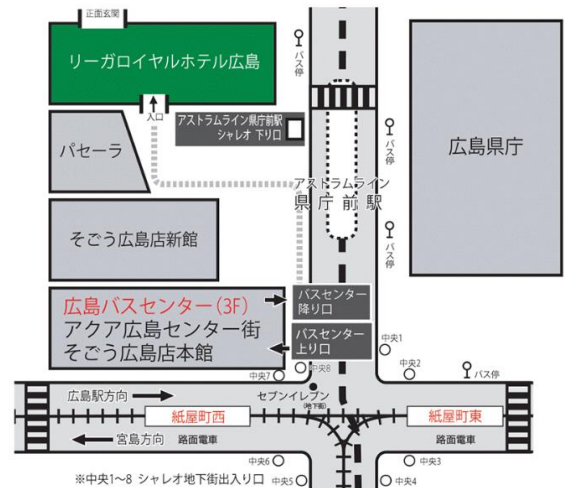 正面玄関
リーガロイヤルホテル広島
バス停
入口
アストラムライン県庁前駅
シャレオ 下り口
パセーラ
バス停
広島県庁
アストラムライン
県庁前駅
そごう広島店新館
バス停
広島バスセンター(3F)
アクア広島センター街
そごう広島店本館
バスセンター
降り口
バスセンター
上り口
中央1
中央8
中央7
中央2
バス停
広島駅方向
セブンイレブン
(地下街)
紙屋町西
紙屋町東
宮島方向
路面電車
路面電車
中央6
中央3
※中央1~8 シャレオ地下街出入り口
中央5
中央4